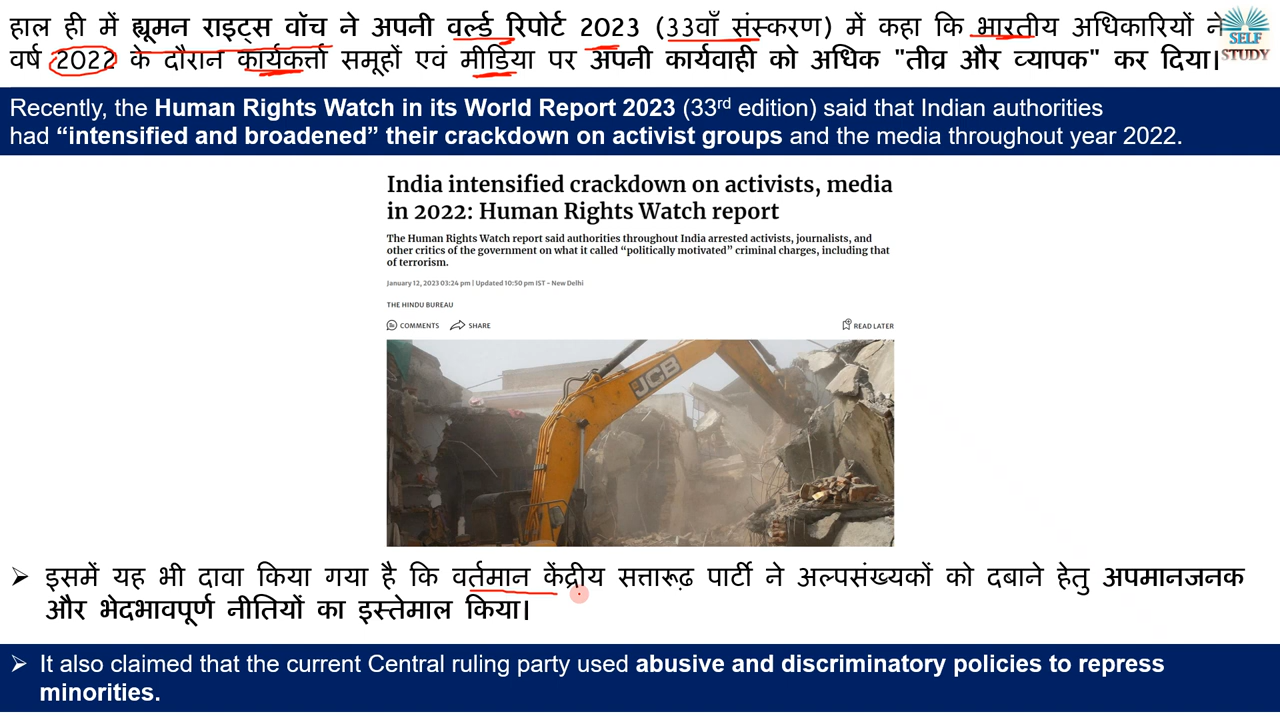 हाल ही में ह्यूमन राइट्स वॉच ने अपनी वर्ल्ड रिपोर्ट 2023 (33वाँ संस्करण) में कहा कि भारतीय अधिकारियों ने
वर्ष 2022 के दौरान कार्यकर्त्ता समूहों एवं मीडिया पर अपनी कार्यवाही को अधिक "तीव्र और व्यापक" कर दिया।
SELF
STUDY
Recently, the Human Rights Watch in its World Report 2023 (33rd edition) said that Indian authorities
had “intensified and broadened” their crackdown on activist groups and the media throughout year 2022.
India intensified crackdown on activists, media
in 2022: Human Rights Watch report
The Human Rights Watch report said authorities throughout India arrested activists, journalists, and
other critics of the government on what it called “politically motivated” criminal charges, including that
of terrorism.
January 12, 2023 03:24 pm | Updated 10:50 pm IST - New Delhi
THE HINDU BUREAU
COMMENTS SHARE READ LATER
JCB
➢ इसमें यह भी दावा किया गया है कि वर्तमान केंद्रीय सत्तारूढ़ पार्टी ने अल्पसंख्यकों को दबाने हेतु अपमानजनक
और भेदभावपूर्ण नीतियों का इस्तेमाल किया।
➢ It also claimed that the current Central ruling party used abusive and discriminatory policies to repress
minorities.